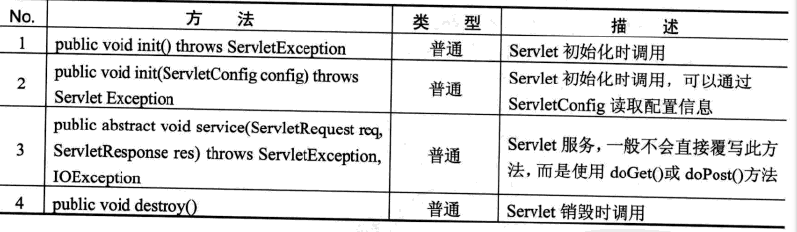 No. 方 法 类 型 描 述
1 public void init() throws ServletException 普通 Servlet 初始化时调用
2 public void init(ServletConfig config) throws Servlet Exception 普通 Servlet 初始化时调用，可以通过 ServletConfig 读取配置信息
3 public abstract void service(ServletRequest req, ServletResponse res) throws ServletException, IOException 普通 Servlet 服务，一般不会直接覆写此方法，而是使用 doGet()或 doPost()方法
4 public void destroy() 普通 Servlet 销毁时调用